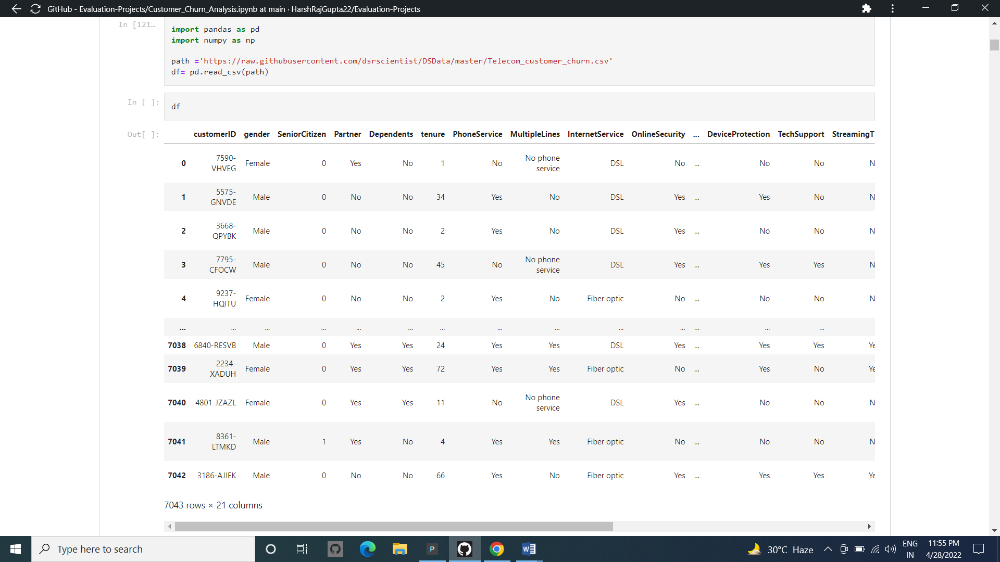 GitHub - Evaluation-Projects/Customer_Churn_Analysis.ipynb at main · HarshRajGupta22/Evaluation-Projects
In [121…
import pandas as pd
import numpy as np
path ='https://raw.githubusercontent.com/dsrscientist/DSData/master/Telecom_customer_churn.csv'
df= pd.read_csv(path)
In [ ]:
df
Out[ ]:
customerID gender SeniorCitizen Partner Dependents tenure PhoneService MultipleLines InternetService OnlineSecurity ... DeviceProtection TechSupport StreamingT
0 7590-VHVEG Female 0 Yes No 1 No No phone service DSL No ... No No N
1 5575-GNVDE Male 0 No No 34 Yes No DSL Yes ... Yes No N
2 3668-QPYBK Male 0 No No 2 Yes No DSL Yes ... No No N
3 7795-CFOCW Male 0 No No 45 No No phone service DSL Yes ... Yes Yes N
4 9237-HQITU Female 0 No No 2 Yes No Fiber optic No ... No No N
... ... ... ... ... ... ... ... ... ... ... ... ... ...
7038 6840-RESVB Male 0 Yes Yes 24 Yes Yes DSL Yes ... Yes Yes Ye
7039 2234-XADUH Female 0 Yes Yes 72 Yes Yes Fiber optic No ... Yes No Ye
7040 4801-JZAZL Female 0 Yes Yes 11 No No phone service DSL Yes ... No No N
7041 8361-LTMKD Male 1 Yes No 4 Yes Yes Fiber optic No ... No No N
7042 3186-AJIEK Male 0 No No 66 Yes No Fiber optic Yes ... Yes Yes Ye
7043 rows × 21 columns
Type here to search
P
30°C Haze
ENG
IN
11:55 PM
4/28/2022